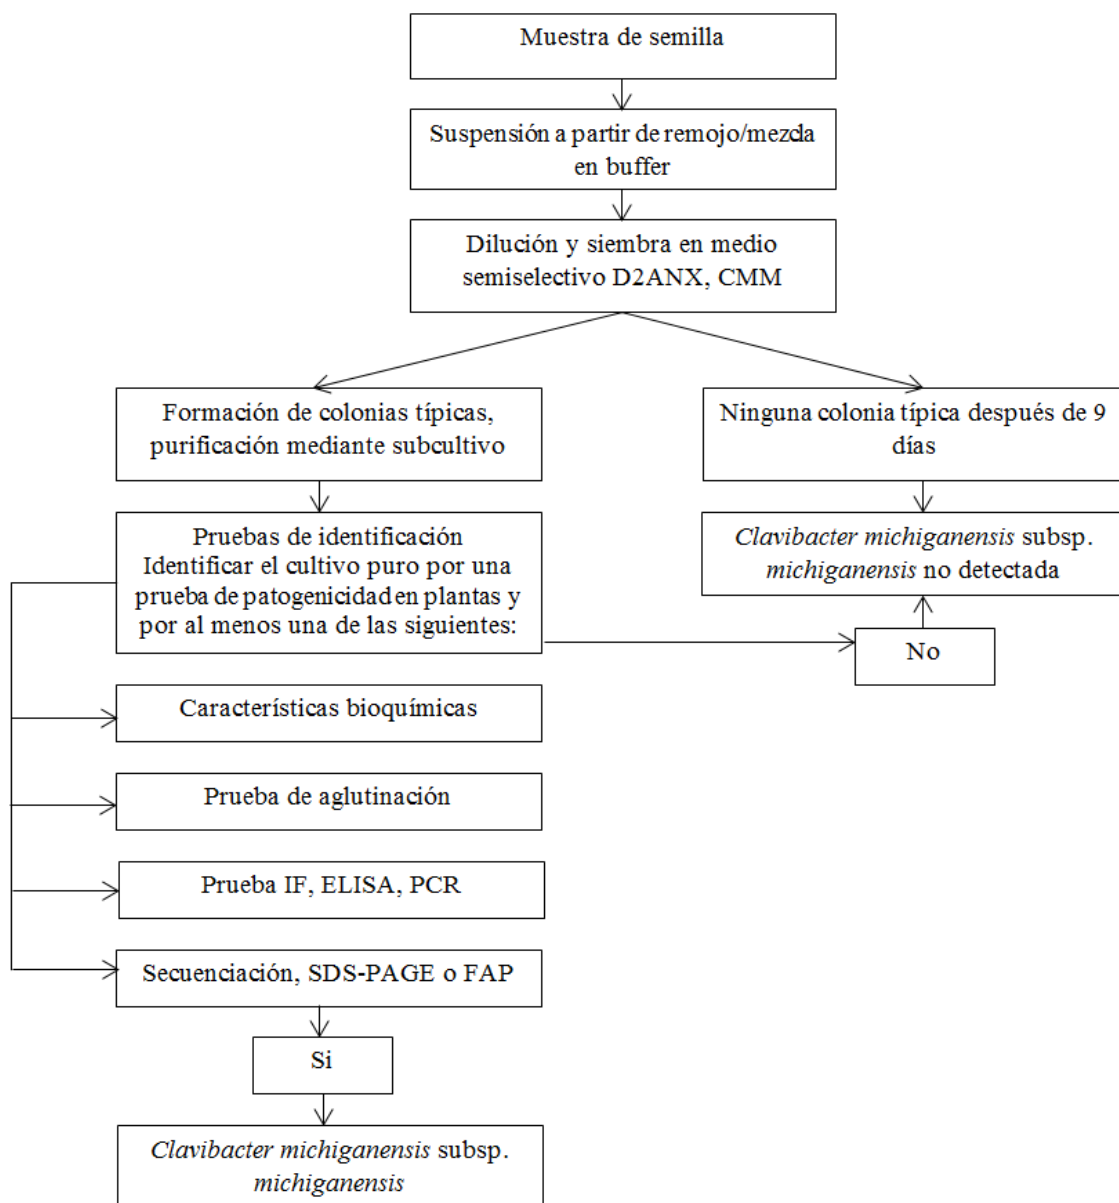 Muestra de semilla
Suspensión a partir de remojo/mezcla
en buffer
Dilución y siembra en medio
semiselectivo D2ANX, CMM
Formación de colonias típicas,
purificación mediante subcultivo
Ninguna colonia típica después de 9
días
Pruebas de identificación
Identificar el cultivo puro por una
prueba de patogenicidad en plantas y
por al menos una de las siguientes:
Clavibacter michiganensis subsp.
michiganensis no detectada
No
Características bioquímicas
Prueba de aglutinación
Prueba IF, ELISA, PCR
Secuenciación, SDS-PAGE o FAP
Si
Clavibacter michiganensis subsp.
michiganensis